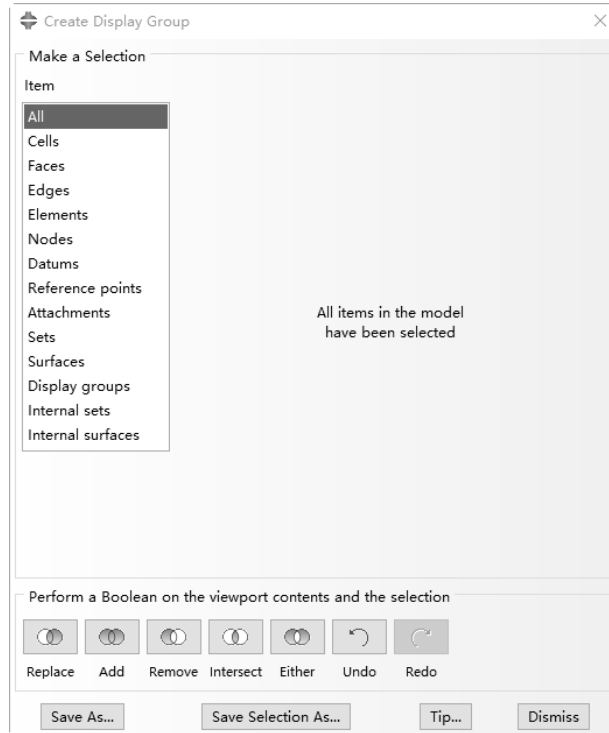 Create Display Group
Make a Selection
Item
All
Cells
Faces
Edges
Elements
Nodes
Datums
Reference points
Attachments
Sets
Surfaces
Display groups
Internal sets
Internal surfaces
All items in the model
have been selected
Perform a Boolean on the viewport contents and the selection
Replace Add Remove Intersect Either Undo Redo
Save As... Save Selection As... Tip... Dismiss